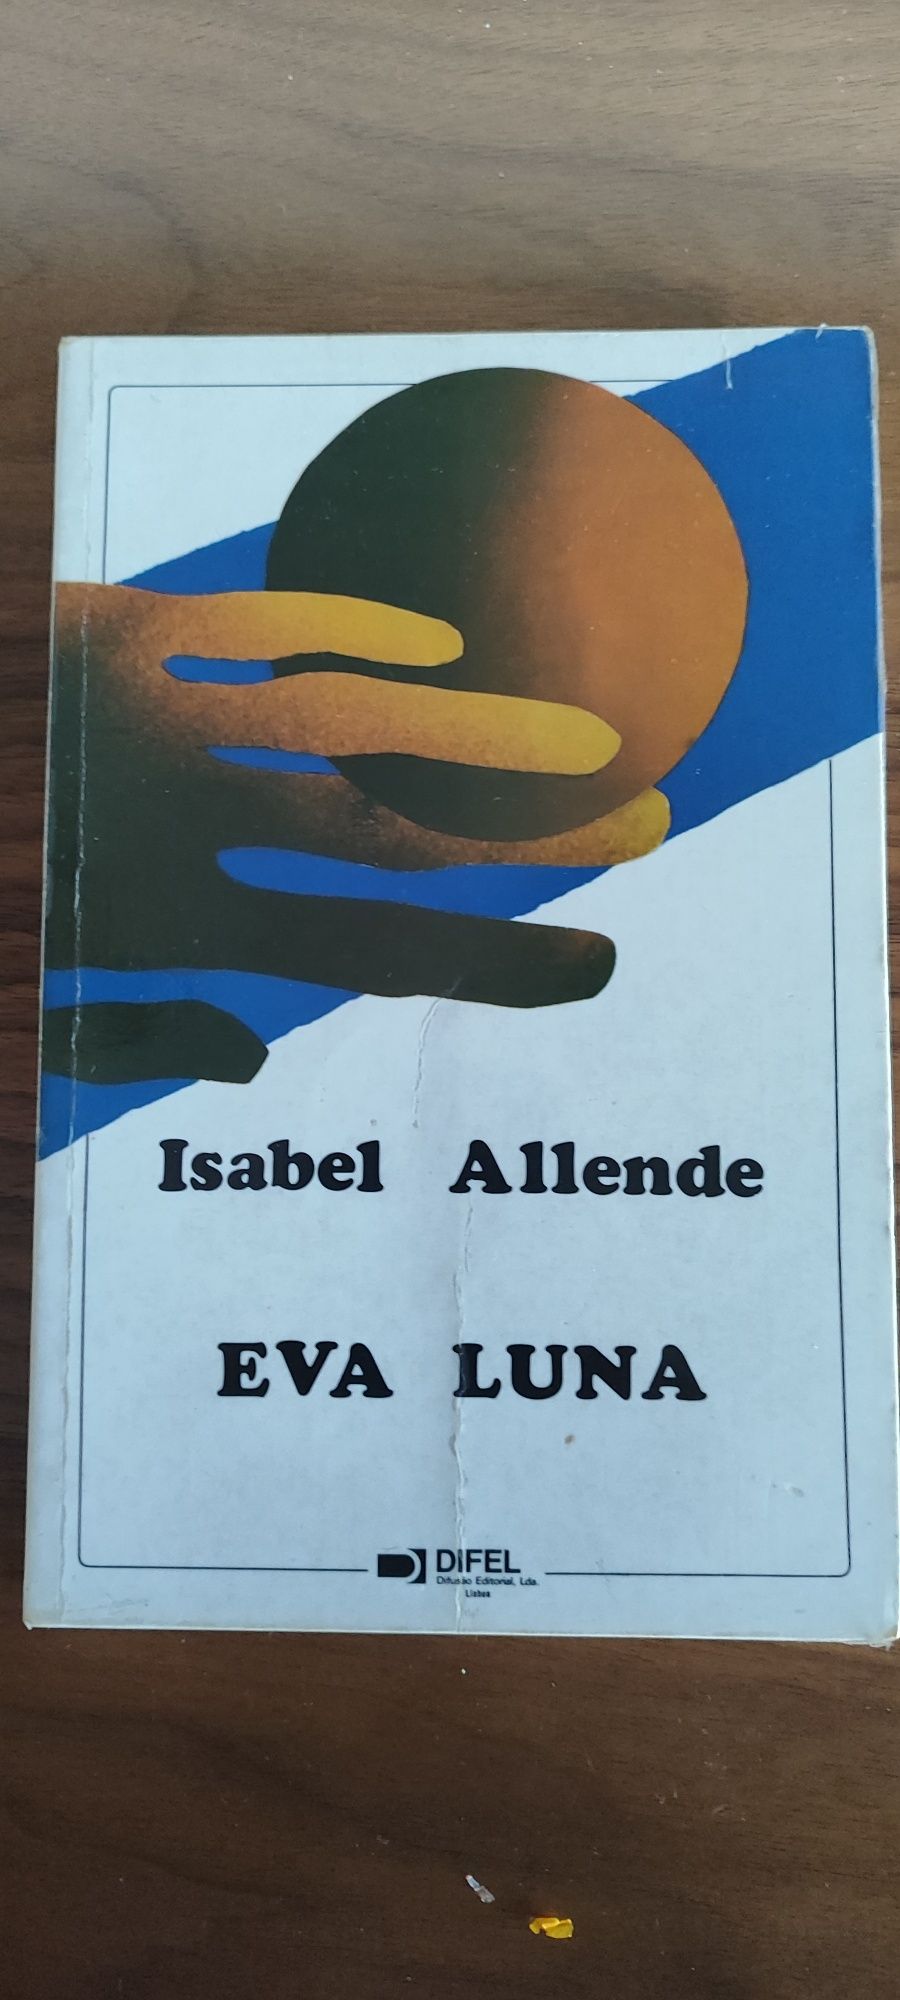 Isabel Allende
EVA LUNA
DIFEL
Difusão Editorial, Lda.
Lisboa